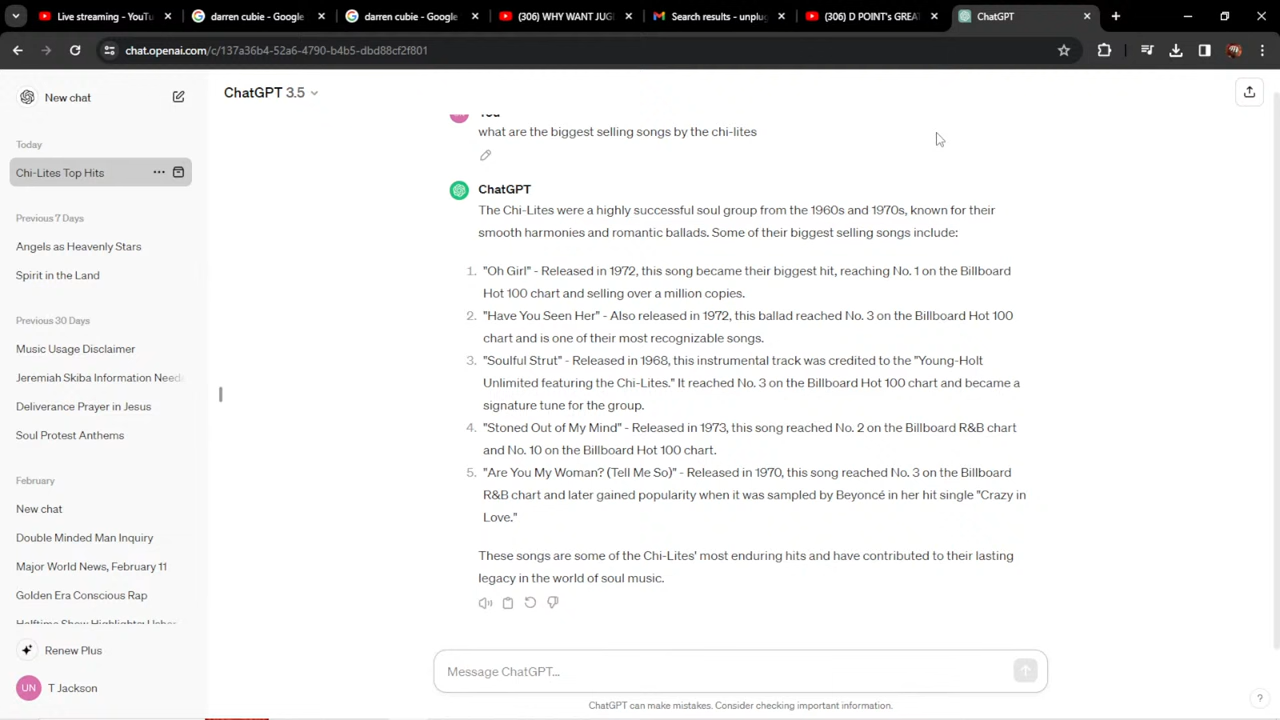 Live streaming - YouT
darren cubie - Google
darren cubie - Google
(306) WHY WANT JUG
Search results - unplug
(306) D POINT's GREA
ChatGPT
chat.openai.com/c/137a36b4-52a6-4790-b4b5-dbd88cf2f801
New chat
Today
Chi-Lites Top Hits
Previous 7 Days
Angels as Heavenly Stars
Spirit in the Land
Previous 30 Days
Music Usage Disclaimer
Jeremiah Skiba Information Needs
Deliverance Prayer in Jesus
Soul Protest Anthems
February
New chat
Double Minded Man Inquiry
Major World News, February 11
Golden Era Conscious Rap
Halftime Show Highlights: Usher
Renew Plus
UN
T Jackson
ChatGPT 3.5
You
what are the biggest selling songs by the chi-lites
ChatGPT
The Chi-Lites were a highly successful soul group from the 1960s and 1970s, known for their
smooth harmonies and romantic ballads. Some of their biggest selling songs include:
1. "Oh Girl" - Released in 1972, this song became their biggest hit, reaching No. 1 on the Billboard
Hot 100 chart and selling over a million copies.
2. "Have You Seen Her" - Also released in 1972, this ballad reached No. 3 on the Billboard Hot 100
chart and is one of their most recognizable songs.
3. "Soulful Strut" - Released in 1968, this instrumental track was credited to the "Young-Holt
Unlimited featuring the Chi-Lites." It reached No. 3 on the Billboard Hot 100 chart and became a
signature tune for the group.
4. "Stoned Out of My Mind" - Released in 1973, this song reached No. 2 on the Billboard R&B chart
and No. 10 on the Billboard Hot 100 chart.
5. "Are You My Woman? (Tell Me So)" - Released in 1970, this song reached No. 3 on the Billboard
R&B chart and later gained popularity when it was sampled by Beyoncé in her hit single "Crazy in
Love."
These songs are some of the Chi-Lites' most enduring hits and have contributed to their lasting
legacy in the world of soul music.
Message ChatGPT...
ChatGPT can make mistakes. Consider checking important information.
?